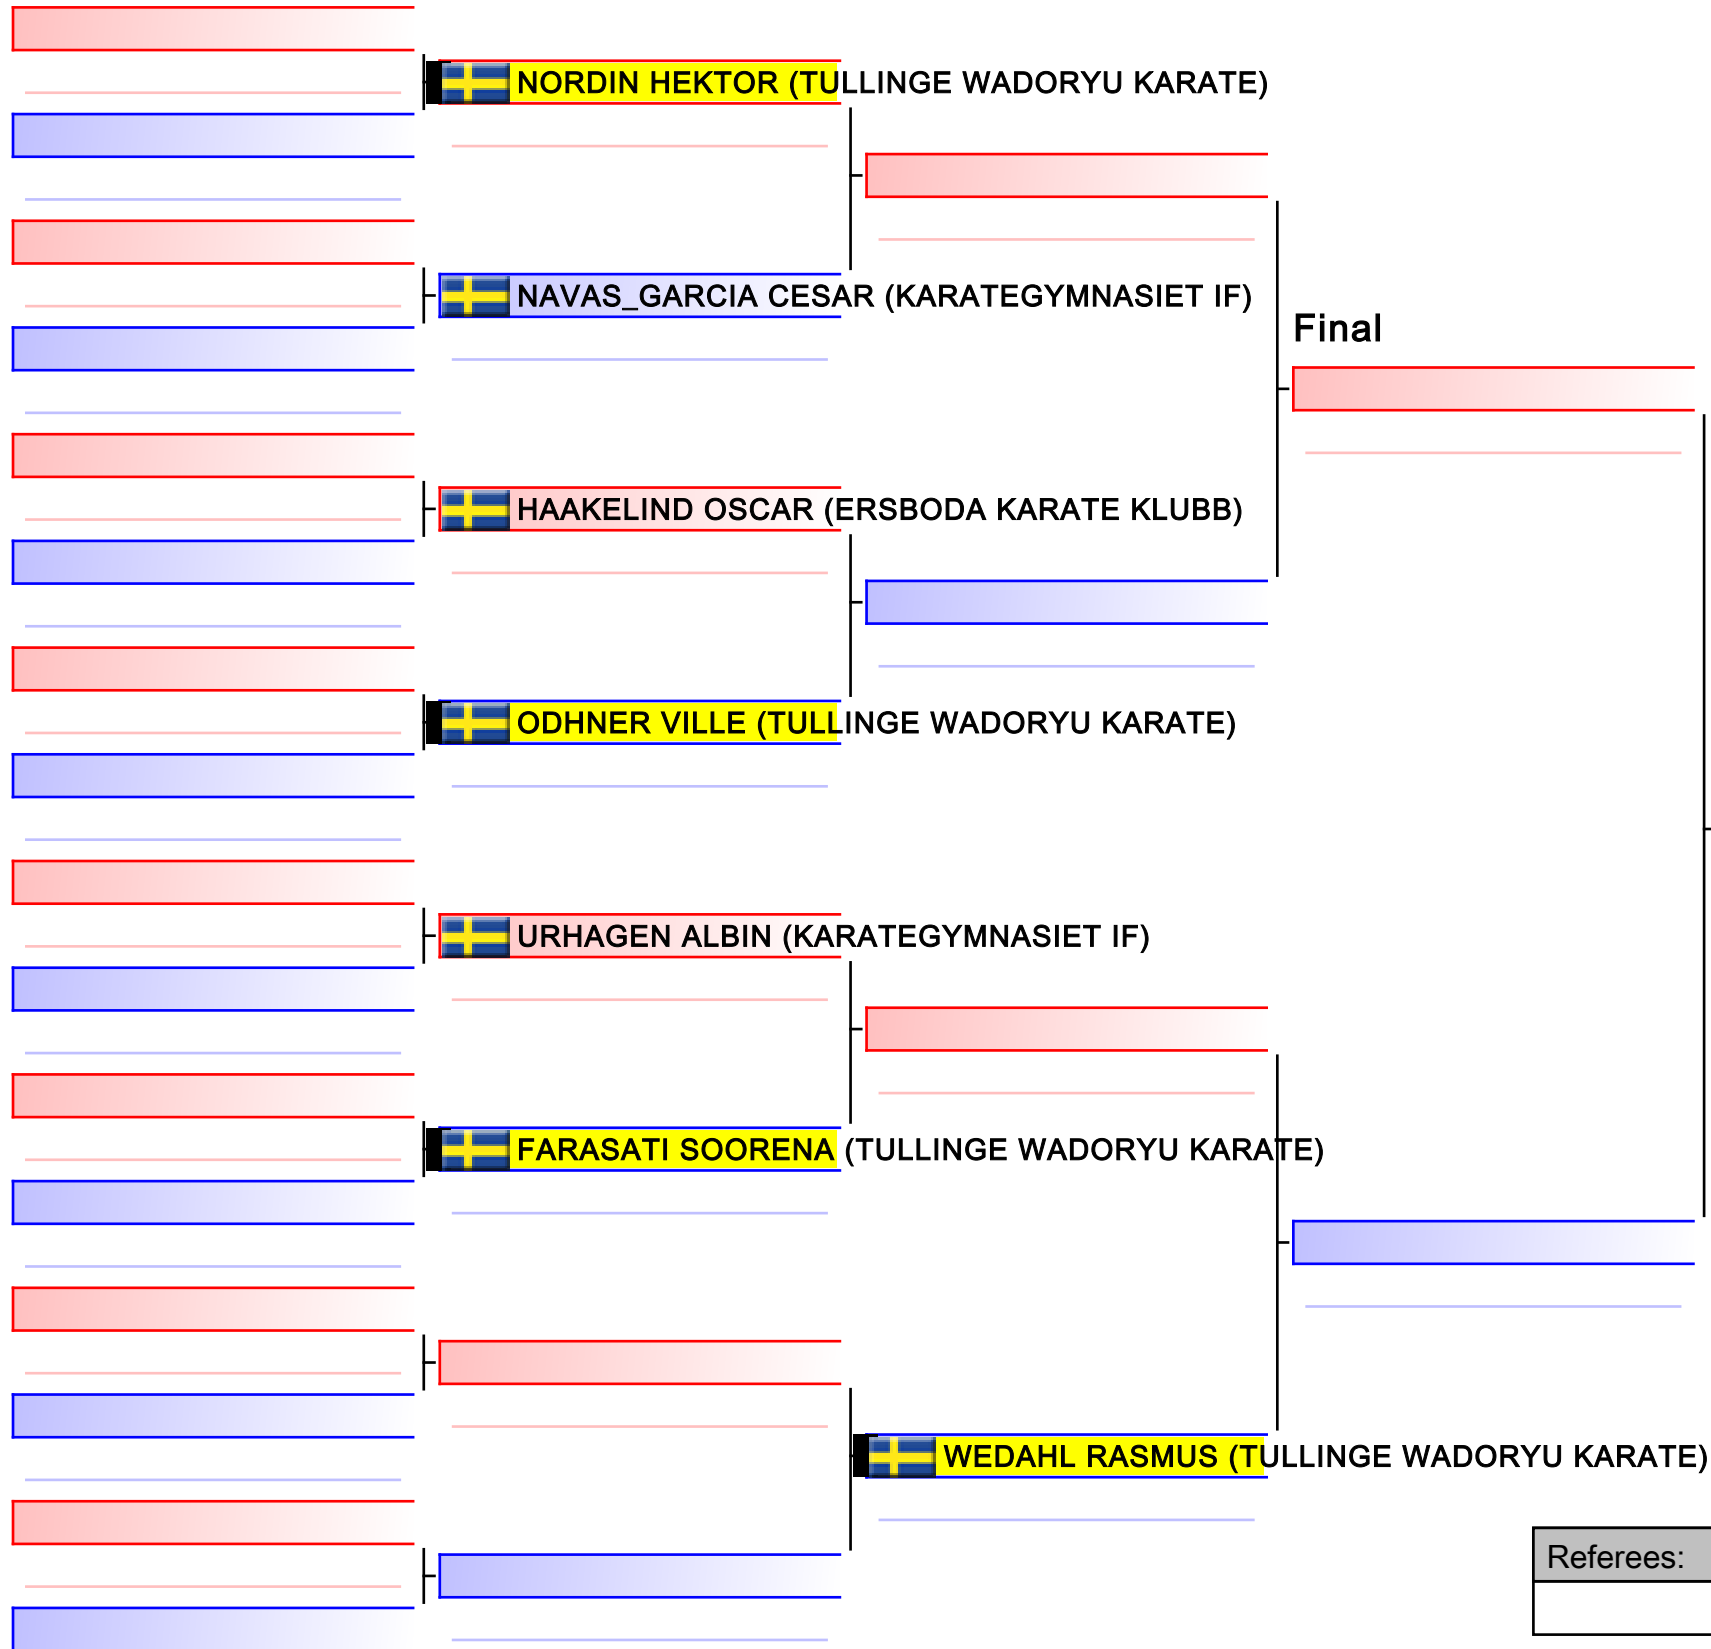 NORDIN HEKTOR (TULLINGE WADORYU KARATE)
NAVAS_GARCIA CESAR (KARATEGYMNASIET IF)
Final
HAAKELIND OSCAR (ERSBODA KARATE KLUBB)
ODHNER VILLE (TULLINGE WADORYU KARATE)
URHAGEN ALBIN (KARATEGYMNASIET IF)
FARASATI SOORENA (TULLINGE WADORYU KARATE)
WEDAHL RASMUS (TULLINGE WADORYU KARATE)
Referees: